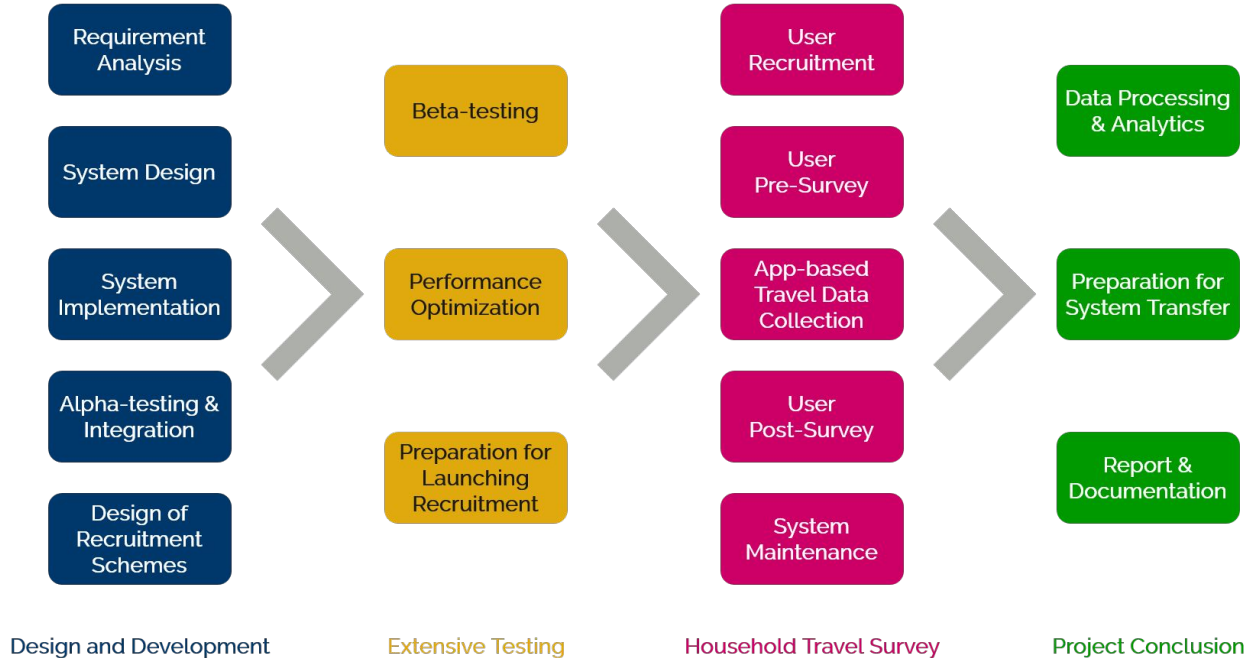 Requirement
Analysis
System Design
System
Implementation
Alpha-testing &
Integration
Design of
Recruitment
Schemes
Design and Development
Beta-testing
Performance
Optimization
Preparation for
Launching
Recruitment
Extensive Testing
User
Recruitment
User
Pre-Survey
App-based
Travel Data
Collection
User
Post-Survey
System
Maintenance
Household Travel Survey
Data Processing
& Analytics
Preparation for
System Transfer
Report &
Documentation
Project Conclusion